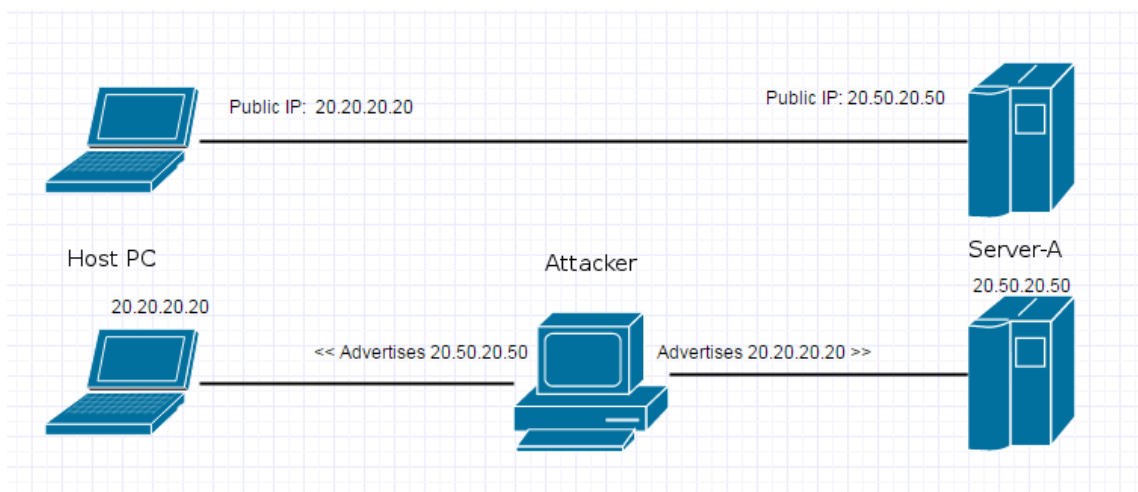 Public IP: 20.20.20.20
Public IP: 20.50.20.50
Host PC
Attacker
Server-A
20.20.20.20
20.50.20.50
<< Advertises 20.50.20.50
Advertises 20.20.20.20 >>